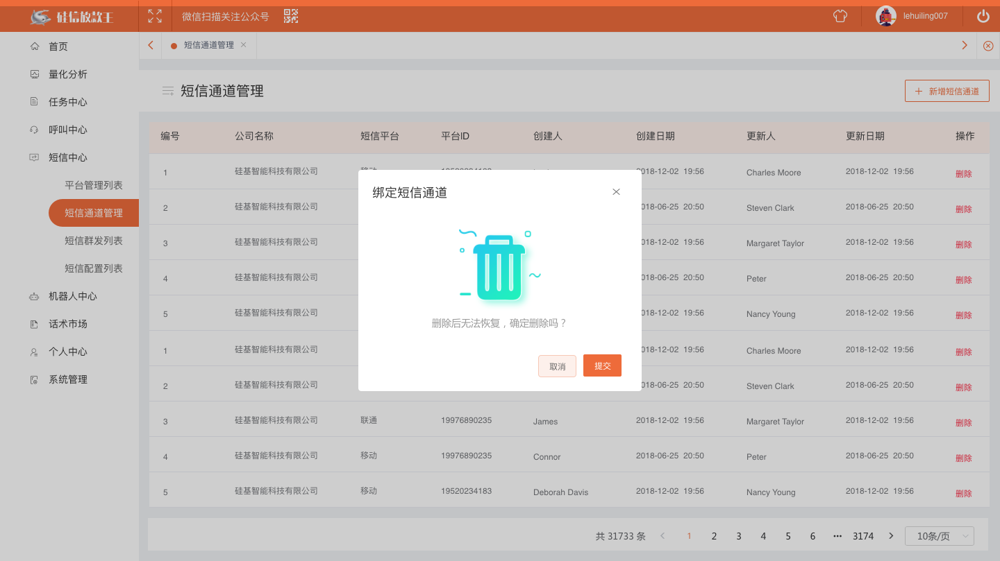 硅信放款王
微信扫描关注公众号
lehuiling007
首页
量化分析
任务中心
呼叫中心
短信中心
平台管理列表
短信通道管理
短信群发列表
短信配置列表
机器人中心
话术市场
个人中心
系统管理
短信通道管理
短信通道管理
新增短信通道
编号 公司名称 短信平台 平台ID 创建人 创建日期 更新人 更新日期 操作
1 硅基智能科技有限公司 2018-12-02 19:56 Charles Moore 2018-12-02 19:56 删除
2 硅基智能科技有限公司 018-06-25 20:50 Steven Clark 2018-06-25 20:50 删除
3 硅基智能科技有限公司 018-12-02 19:56 Margaret Taylor 2018-12-02 19:56 删除
4 硅基智能科技有限公司 018-06-25 20:50 Peter 2018-06-25 20:50 删除
5 硅基智能科技有限公司 018-12-02 19:56 Nancy Young 2018-12-02 19:56 删除
1 硅基智能科技有限公司 018-12-02 19:56 Charles Moore 2018-12-02 19:56 删除
2 硅基智能科技有限公司 018-06-25 20:50 Steven Clark 2018-06-25 20:50 删除
3 硅基智能科技有限公司 联通 19976890235 James 2018-12-02 19:56 Margaret Taylor 2018-12-02 19:56 删除
4 硅基智能科技有限公司 移动 19976890235 Connor 2018-06-25 20:50 Peter 2018-06-25 20:50 删除
5 硅基智能科技有限公司 移动 19520234183 Deborah Davis 2018-12-02 19:56 Nancy Young 2018-12-02 19:56 删除
绑定短信通道
删除后无法恢复，确定删除吗？
取消 提交
共 31733 条 1 2 3 4 5 6 ••• 3174 10条/页